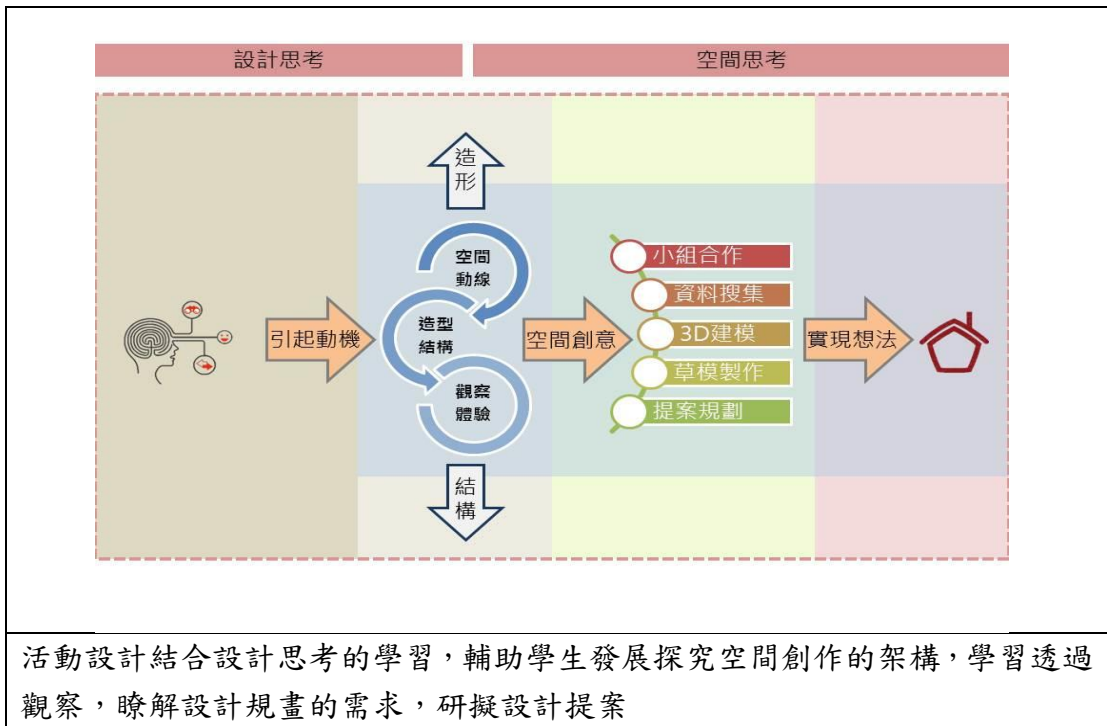 設計思考
空間思考
造
形
空間
動線
引起動機
造型
結構
觀察
體驗
結
構
空間創意
小組合作
資料搜集
3D建模
草模製作
提案規劃
實現想法
活動設計結合設計思考的學習，輔助學生發展探究空間創作的架構，學習透過
觀察，瞭解設計規畫的需求，研擬設計提案